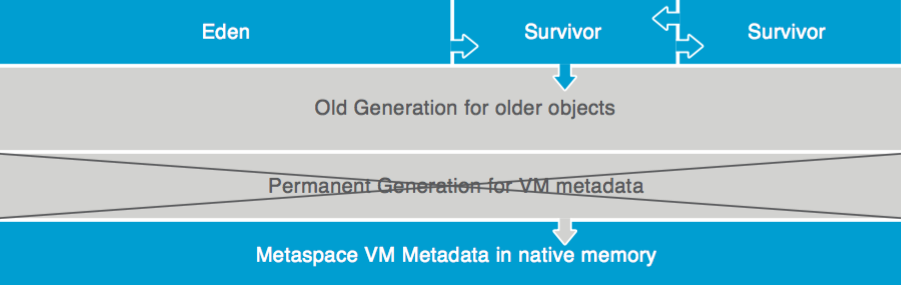 Eden
Survivor
Survivor
Old Generation for older objects
Permanent Generation for VM metadata
Metaspace VM Metadata in native memory